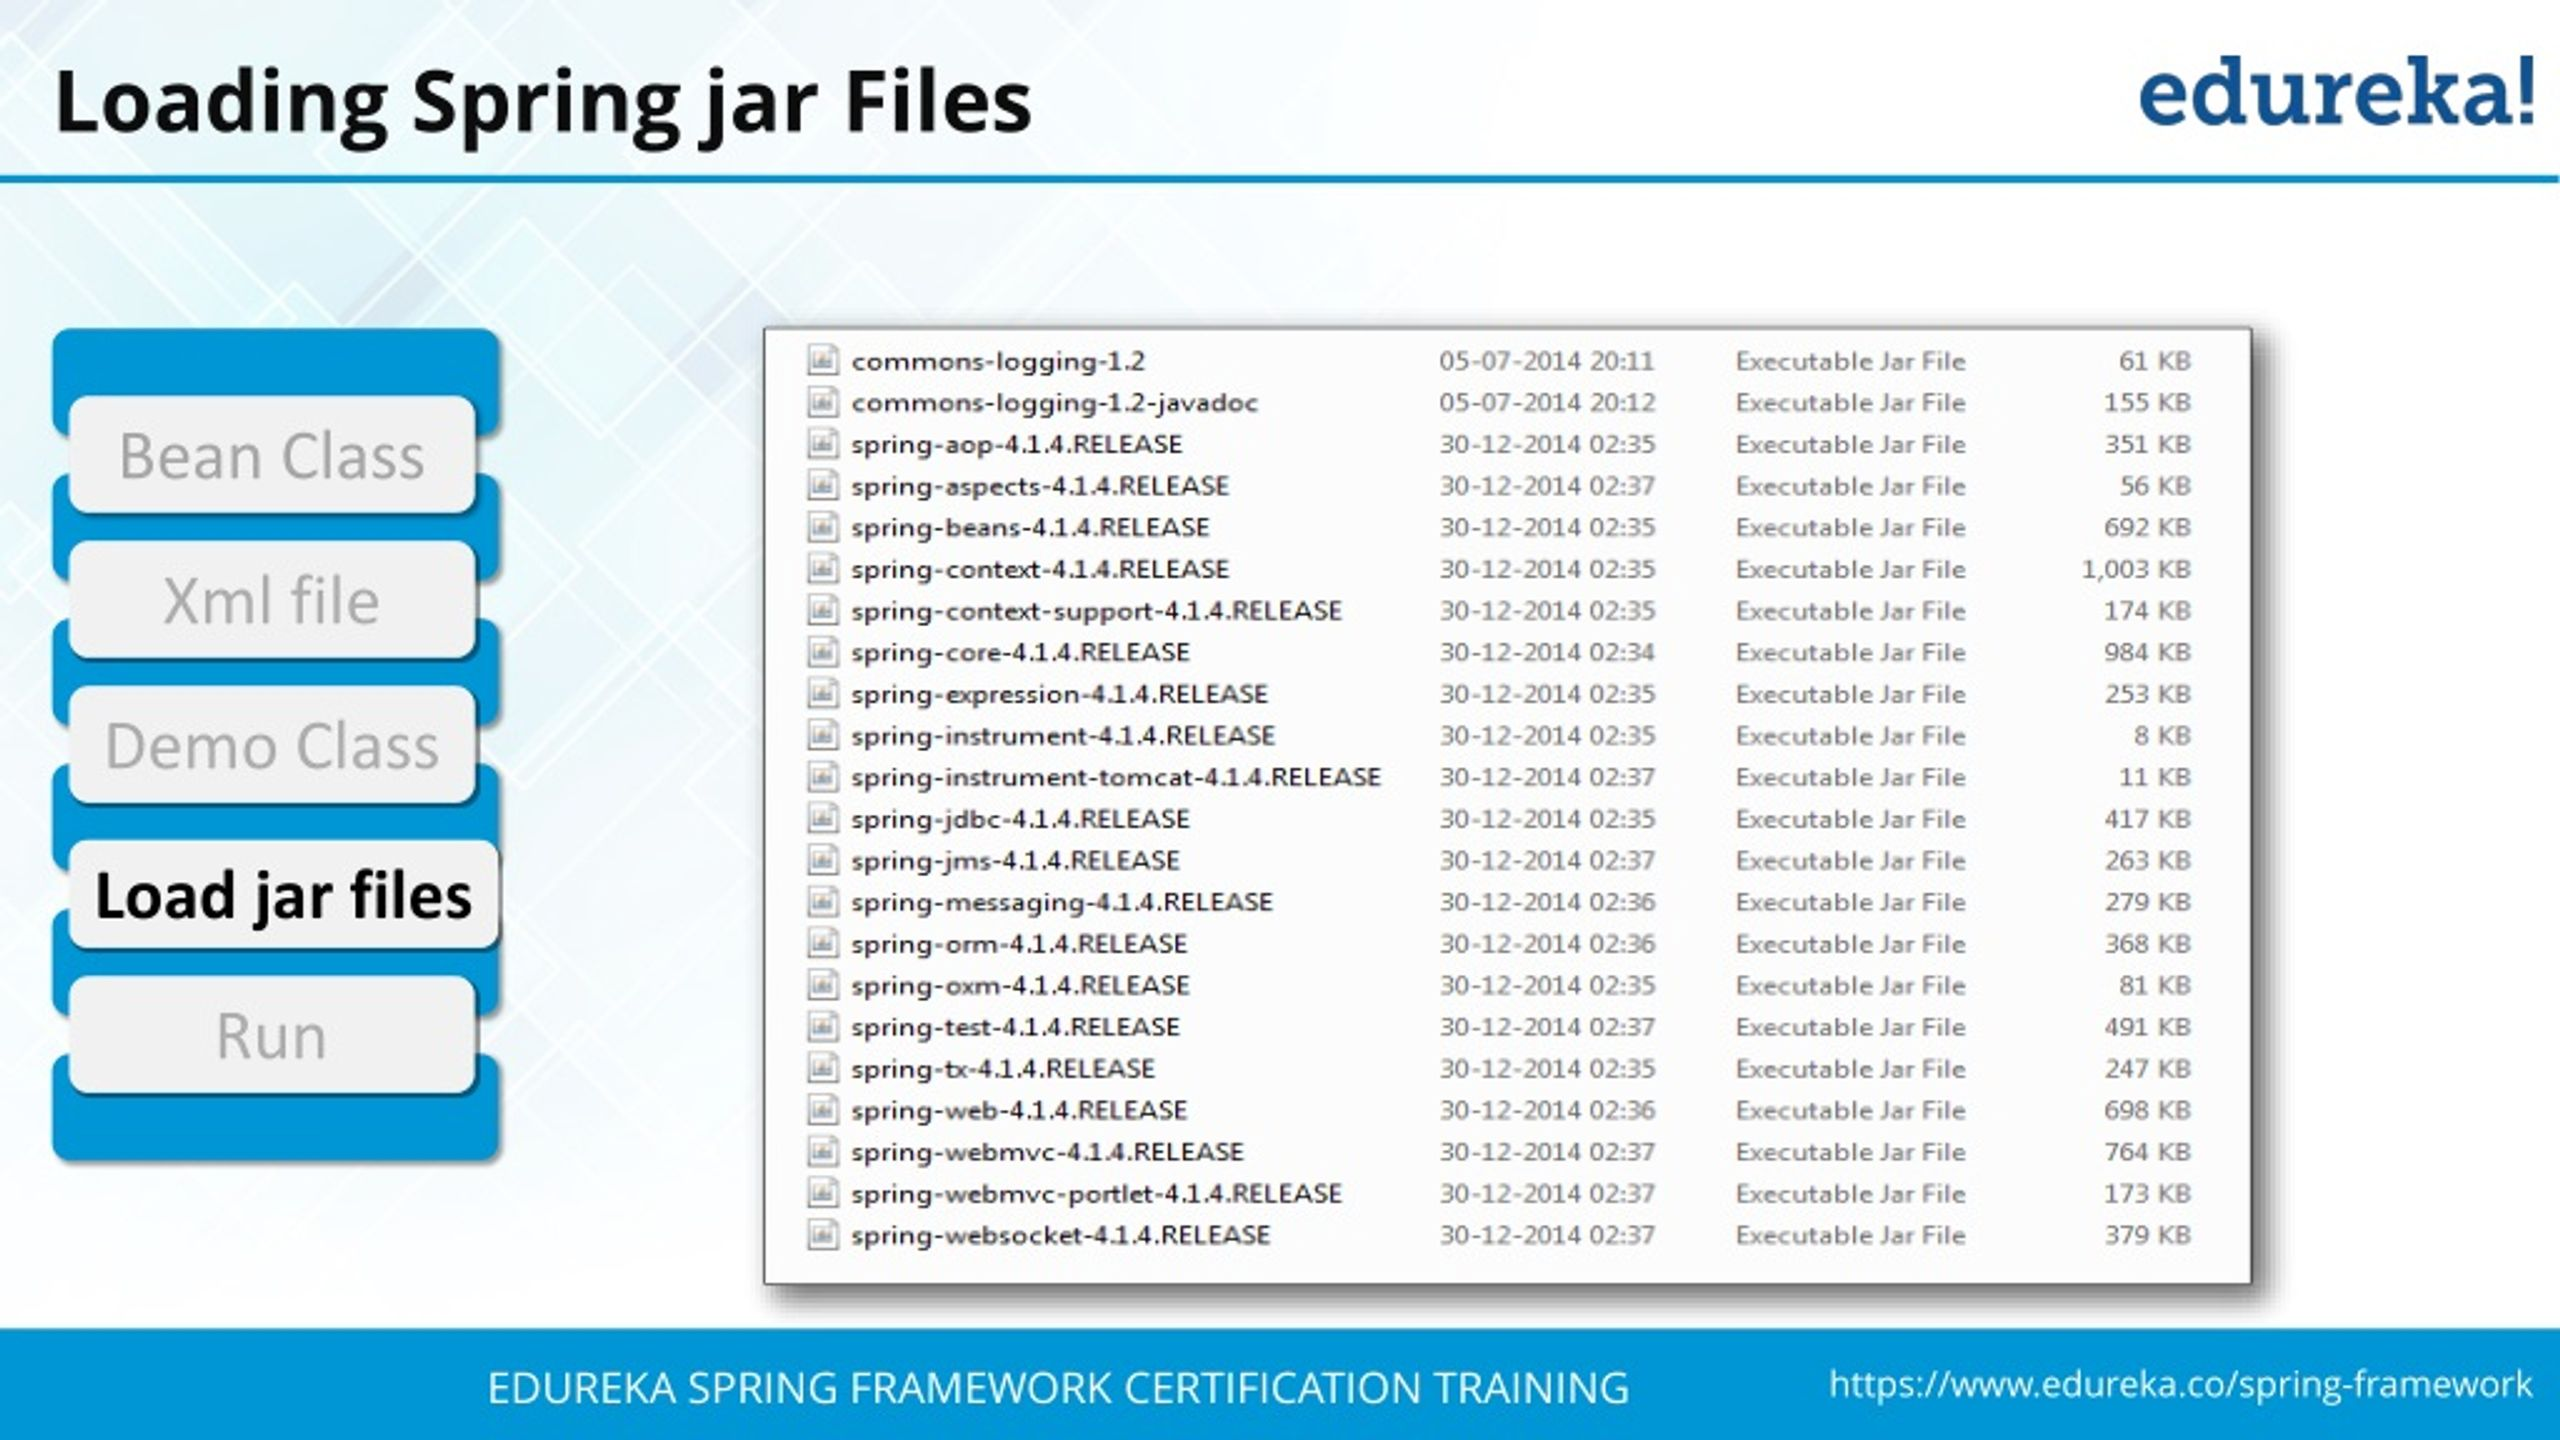 Loading Spring jar Files
edureka!
Bean Class
Xml file
Demo Class
Load jar files
Run
commons-logging-1.2 05-07-2014 20:11 Executable Jar File 61 KB
commons-logging-1.2-javadoc 05-07-2014 20:12 Executable Jar File 155 KB
spring-aop-4.1.4.RELEASE 30-12-2014 02:35 Executable Jar File 351 KB
spring-aspects-4.1.4.RELEASE 30-12-2014 02:37 Executable Jar File 56 KB
spring-beans-4.1.4.RELEASE 30-12-2014 02:35 Executable Jar File 692 KB
spring-context-4.1.4.RELEASE 30-12-2014 02:35 Executable Jar File 1,003 KB
spring-context-support-4.1.4.RELEASE 30-12-2014 02:35 Executable Jar File 174 KB
spring-core-4.1.4.RELEASE 30-12-2014 02:34 Executable Jar File 984 KB
spring-expression-4.1.4.RELEASE 30-12-2014 02:35 Executable Jar File 253 KB
spring-instrument-4.1.4.RELEASE 30-12-2014 02:35 Executable Jar File 8 KB
spring-instrument-tomcat-4.1.4.RELEASE 30-12-2014 02:37 Executable Jar File 11 KB
spring-jdbc-4.1.4.RELEASE 30-12-2014 02:35 Executable Jar File 417 KB
spring-jms-4.1.4.RELEASE 30-12-2014 02:37 Executable Jar File 263 KB
spring-messaging-4.1.4.RELEASE 30-12-2014 02:36 Executable Jar File 279 KB
spring-orm-4.1.4.RELEASE 30-12-2014 02:36 Executable Jar File 368 KB
spring-oxm-4.1.4.RELEASE 30-12-2014 02:35 Executable Jar File 81 KB
spring-test-4.1.4.RELEASE 30-12-2014 02:37 Executable Jar File 491 KB
spring-tx-4.1.4.RELEASE 30-12-2014 02:35 Executable Jar File 247 KB
spring-web-4.1.4.RELEASE 30-12-2014 02:36 Executable Jar File 698 KB
spring-webmvc-4.1.4.RELEASE 30-12-2014 02:37 Executable Jar File 764 KB
spring-webmvc-portlet-4.1.4.RELEASE 30-12-2014 02:37 Executable Jar File 173 KB
spring-websocket-4.1.4.RELEASE 30-12-2014 02:37 Executable Jar File 379 KB
EDUREKA SPRING FRAMEWORK CERTIFICATION TRAINING
https://www.edureka.co/spring-framework